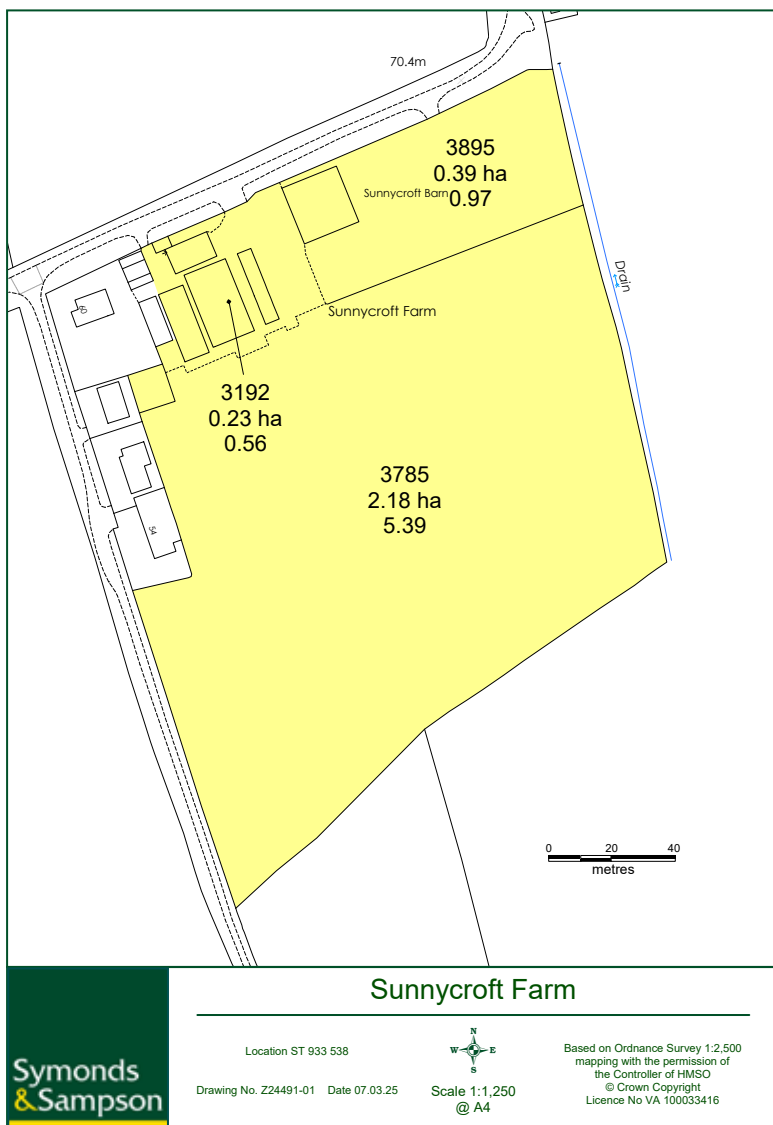 70.4m
3895
0.39 ha
0.97
Sunnycroft Barn
Drain
60
Sunnycroft Farm
3192
0.23 ha
0.56
3785
2.18 ha
5.39
54
0 20 40
metres
Sunnycroft Farm
Location ST 933 538
Drawing No. Z24491-01 Date 07.03.25
N
W E
S
Scale 1:1,250
@ A4
Based on Ordnance Survey 1:2,500
mapping with the permission of
the Controller of HMSO
© Crown Copyright
Licence No VA 100033416
Symonds
&Sampson